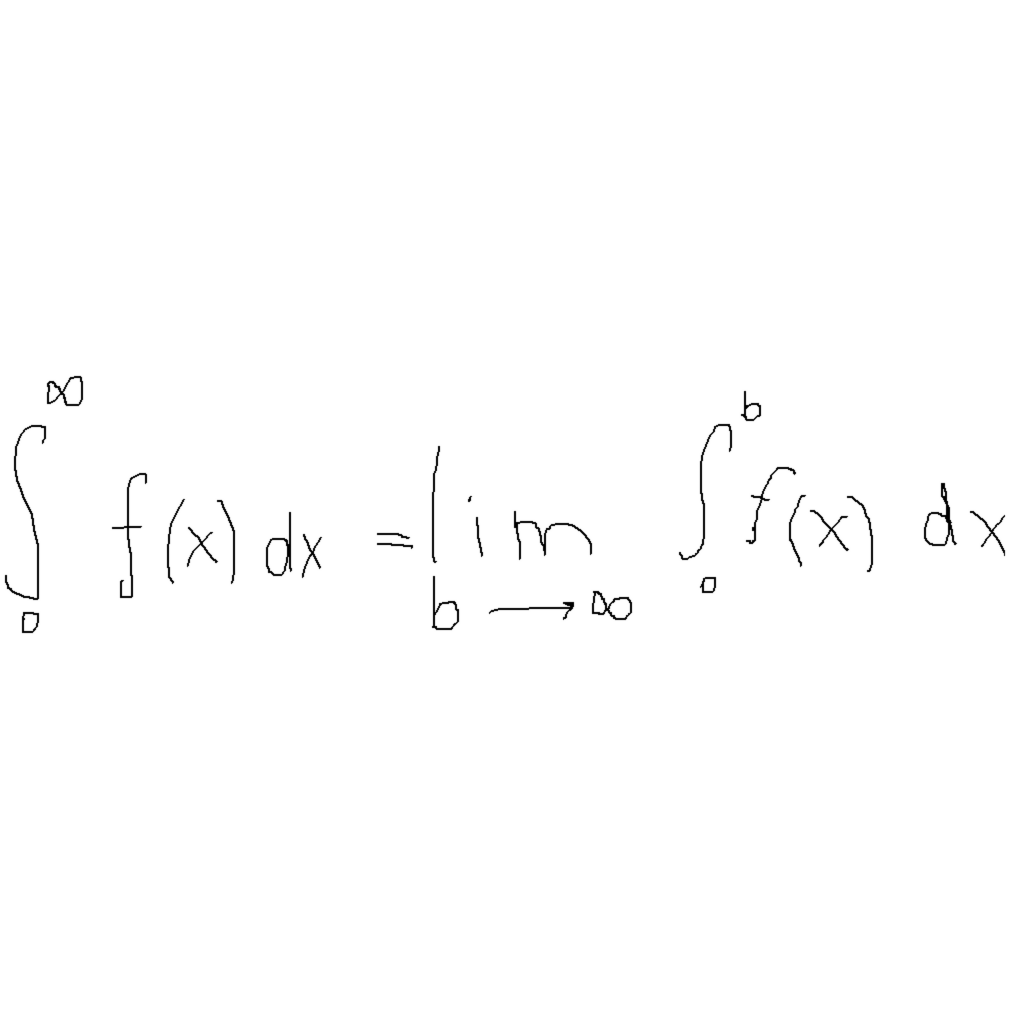 ∫₀^∞ f(x) dx = lim_{b → ∞} ∫₀^b f(x) dx